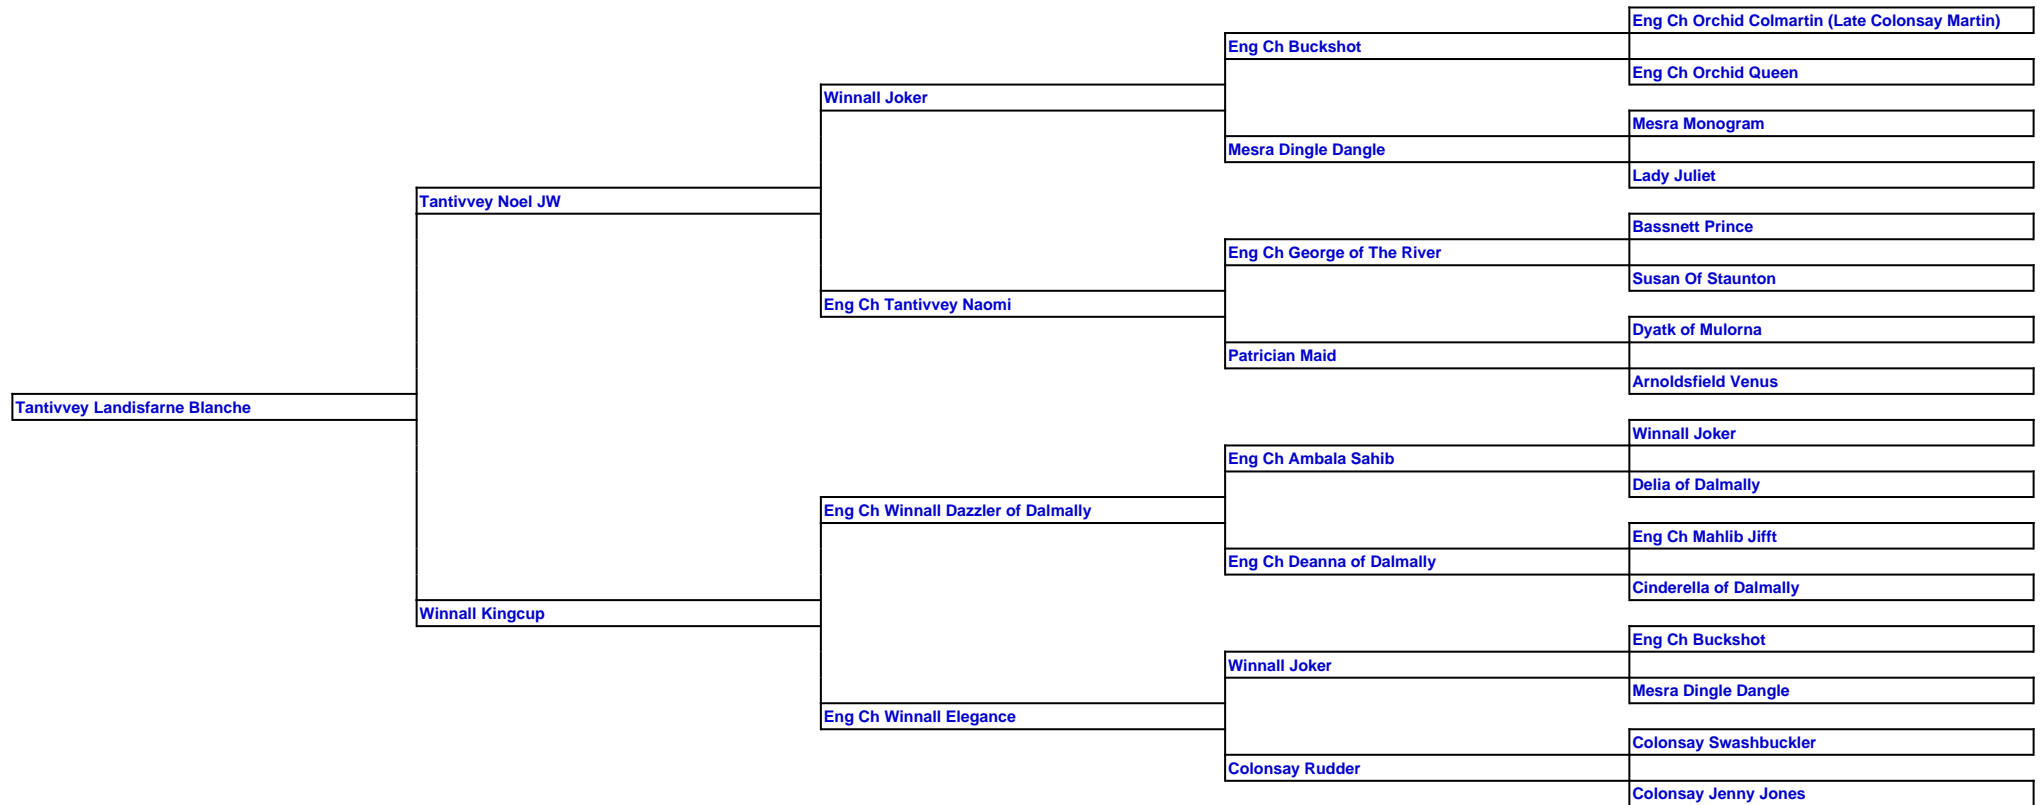 Eng Ch Orchid Colmartin (Late Colonsay Martin)
Eng Ch Buckshot
Eng Ch Orchid Queen
Winnall Joker
Mesra Monogram
Mesra Dingle Dangle
Lady Juliet
Tantivvey Noel JW
Bassnett Prince
Eng Ch George of The River
Susan Of Staunton
Eng Ch Tantivvey Naomi
Dyatk of Mulorna
Patrician Maid
Arnoldsfield Venus
Tantivvey Landisfarne Blanche
Winnall Joker
Eng Ch Ambala Sahib
Delia of Dalmally
Eng Ch Winnall Dazzler of Dalmally
Eng Ch Mahlib Jifft
Eng Ch Deanna of Dalmally
Cinderella of Dalmally
Winnall Kingcup
Eng Ch Buckshot
Winnall Joker
Mesra Dingle Dangle
Eng Ch Winnall Elegance
Colonsay Swashbuckler
Colonsay Rudder
Colonsay Jenny Jones